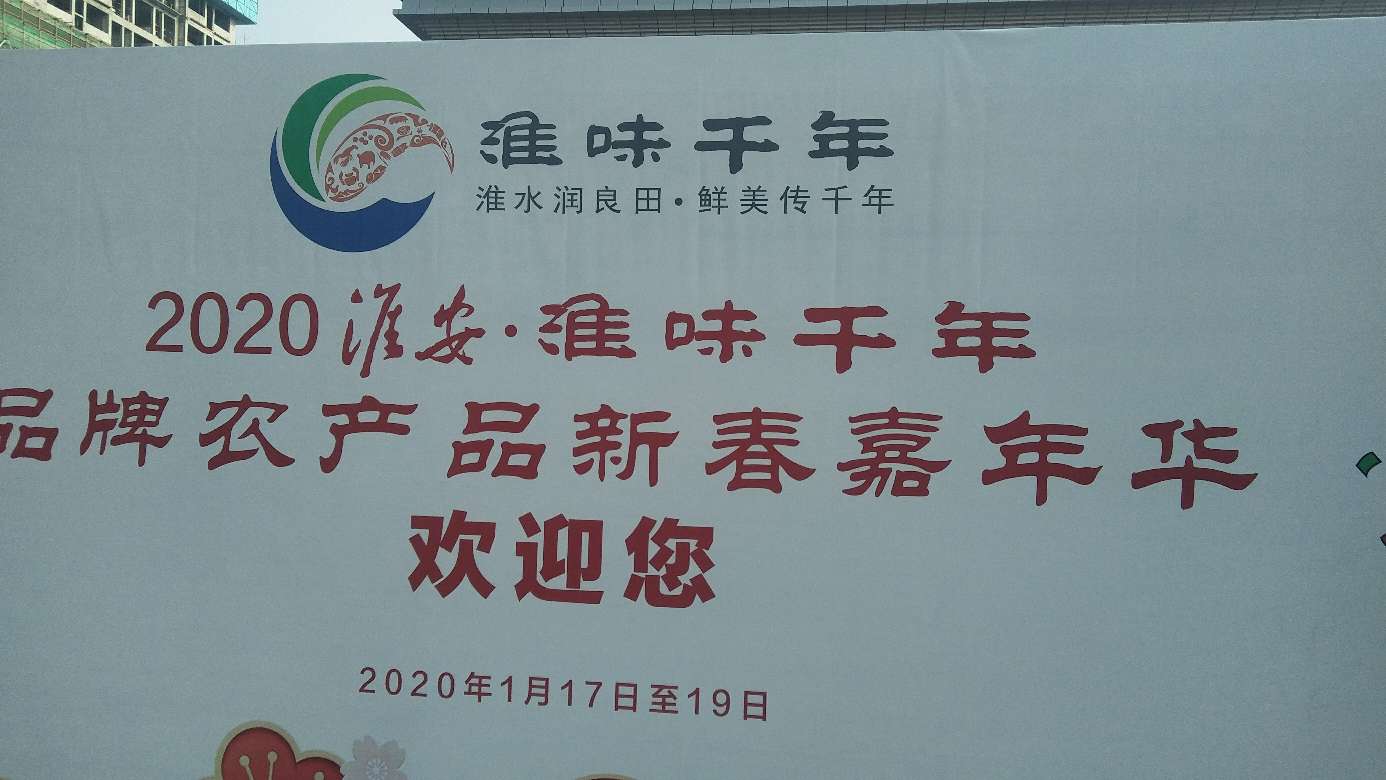 淮味千年
淮水润良田·鲜美传千年
2020淮安·淮味千年
品牌农产品新春嘉年华
欢迎您
2020年1月17日至19日